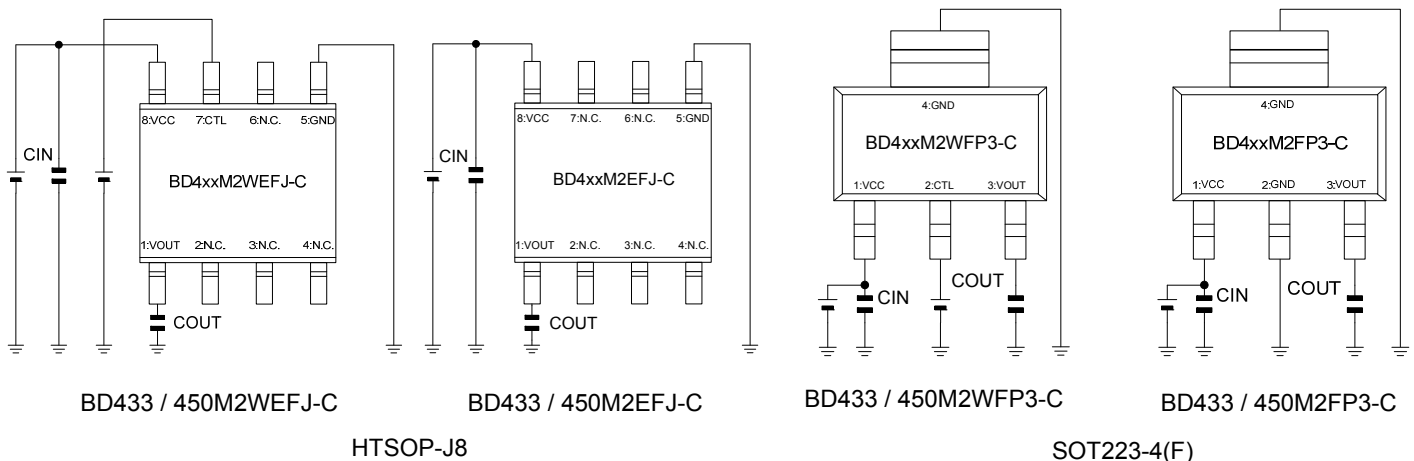 4:GND
4:GND
8:VCC 7:CTL 6:N.C. 5:GND
8:VCC 7:N.C. 6:N.C. 5:GND
CIN
CIN
BD4xxM2WFP3-C
BD4xxM2FP3-C
BD4xxM2WEFJ-C
BD4xxM2EFJ-C
1:VCC 2:CTL 3:VOUT
1:VCC 2:GND 3:VOUT
1:VOUT 2:N.C. 3:N.C. 4:N.C.
1:VOUT 2:N.C. 3:N.C. 4:N.C.
CIN
COUT
CIN
COUT
COUT
COUT
BD433 / 450M2WEFJ-C
BD433 / 450M2EFJ-C
BD433 / 450M2WFP3-C
BD433 / 450M2FP3-C
HTSOP-J8
SOT223-4(F)